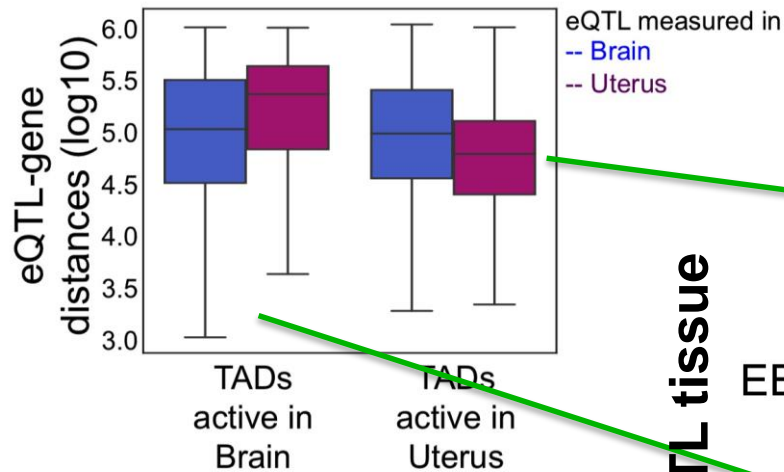 eQTL-gene
distances (log10)
6.0
5.5
5.0
4.5
4.0
3.5
3.0
TADs
active in
Brain
TADs
active in
Uterus
eQTL measured in
-- Brain
-- Uterus
TL tissue